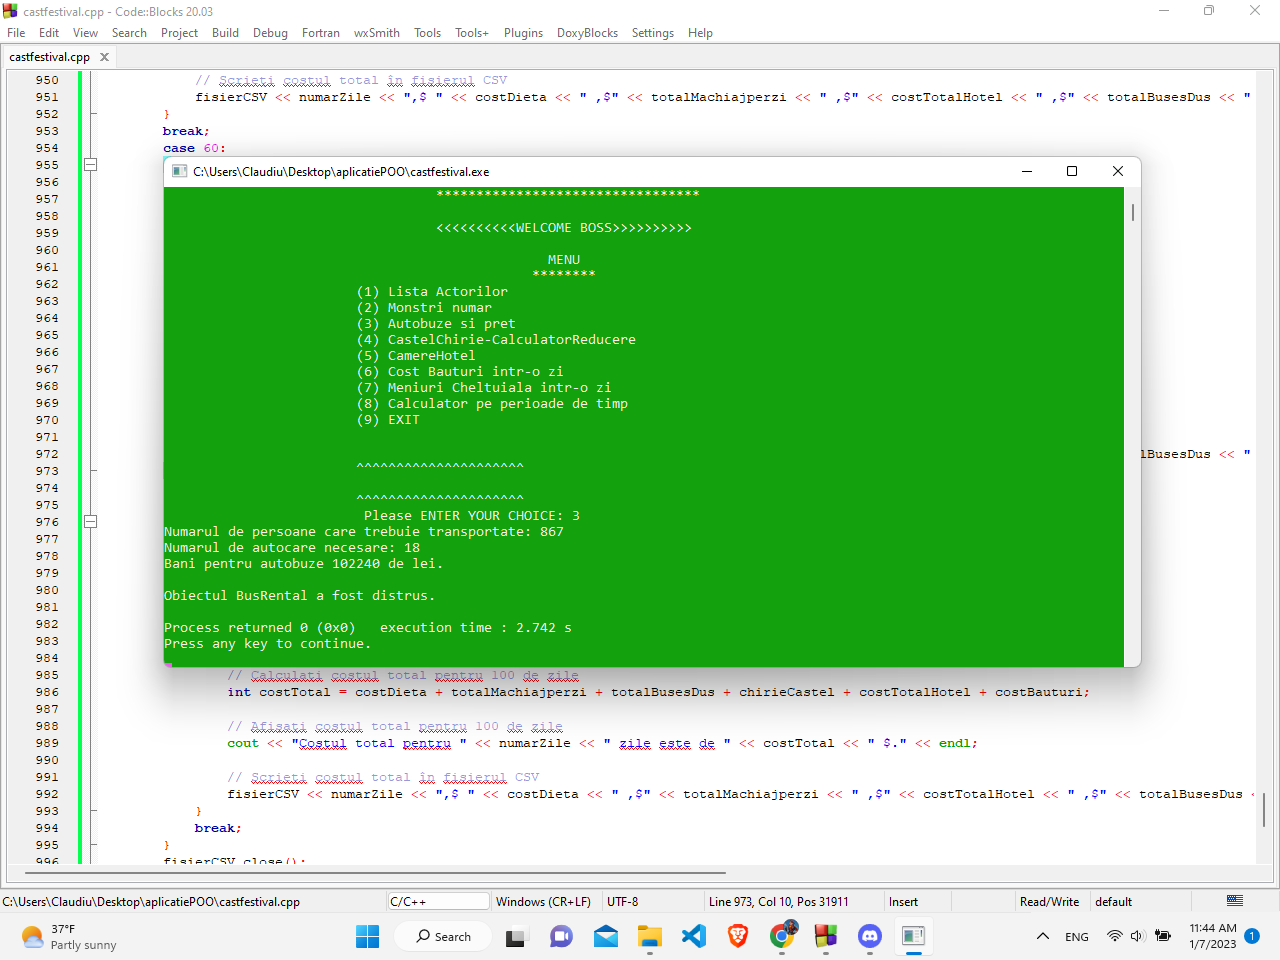 castfestival.cpp - Code::Blocks 20.03
File Edit View Search Project Build Debug Fortran wxSmith Tools Tools+ Plugins DoxyBlocks Settings Help
castfestival.cpp
950 // Scrieti costul total în fisierul CSV
951 fisierCSV << numarZile << ",$ " << costDieta << " ,$" << totalMachiajperzi << " ,$" << costTotalHotel << " ,$" << totalBusesDus << "
952 }
953 break;
954 case 60:
955
956
957
958
959
960
961
962
963
964
965
966
967
968
969
970
971
972 alBusesDus << "
973
974
975
976
977
978
979
980
981
982
983
984
C:\Users\Claudiu\Desktop\aplicatiePOO\castfestival.exe
*********************************
<<<<<<<<<<WELCOME BOSS>>>>>>>>>>
MENU
********
(1) Lista Actorilor
(2) Monstri numar
(3) Autobuze si pret
(4) CastelChirie-CalculatorReducere
(5) CamereHotel
(6) Cost Bauturi intr-o zi
(7) Meniuri Cheltuiala intr-o zi
(8) Calculator pe perioade de timp
(9) EXIT
^^^^^^^^^^^^^^^^^^^^^
^^^^^^^^^^^^^^^^^^^^^
Please ENTER YOUR CHOICE: 3
Numarul de persoane care trebuie transportate: 867
Numarul de autocare necesare: 18
Bani pentru autobuze 102240 de lei.
Obiectul BusRental a fost distrus.
Process returned 0 (0x0) execution time : 2.742 s
Press any key to continue.
985 // Calculati costul total pentru 100 de zile
986 int costTotal = costDieta + totalMachiajperzi + totalBusesDus + chirieCastel + costTotalHotel + costBauturi;
987
988 // Afisati costul total pentru 100 de zile
989 cout << "Costul total pentru " << numarZile << " zile este de " << costTotal << " $." << endl;
990
991 // Scrieti costul total în fisierul CSV
992 fisierCSV << numarZile << ",$ " << costDieta << " ,$" << totalMachiajperzi << " ,$" << costTotalHotel << " ,$" << totalBusesDus <
993 }
994 break;
995 }
996 fisierCSV.close();
C:\Users\Claudiu\Desktop\aplicatiePOO\castfestival.cpp C/C++ Windows (CR+LF) UTF-8 Line 973, Col 10, Pos 31911 Insert Read/Write default
37°F
Partly sunny
Search
ENG
11:44 AM
1/7/2023
1